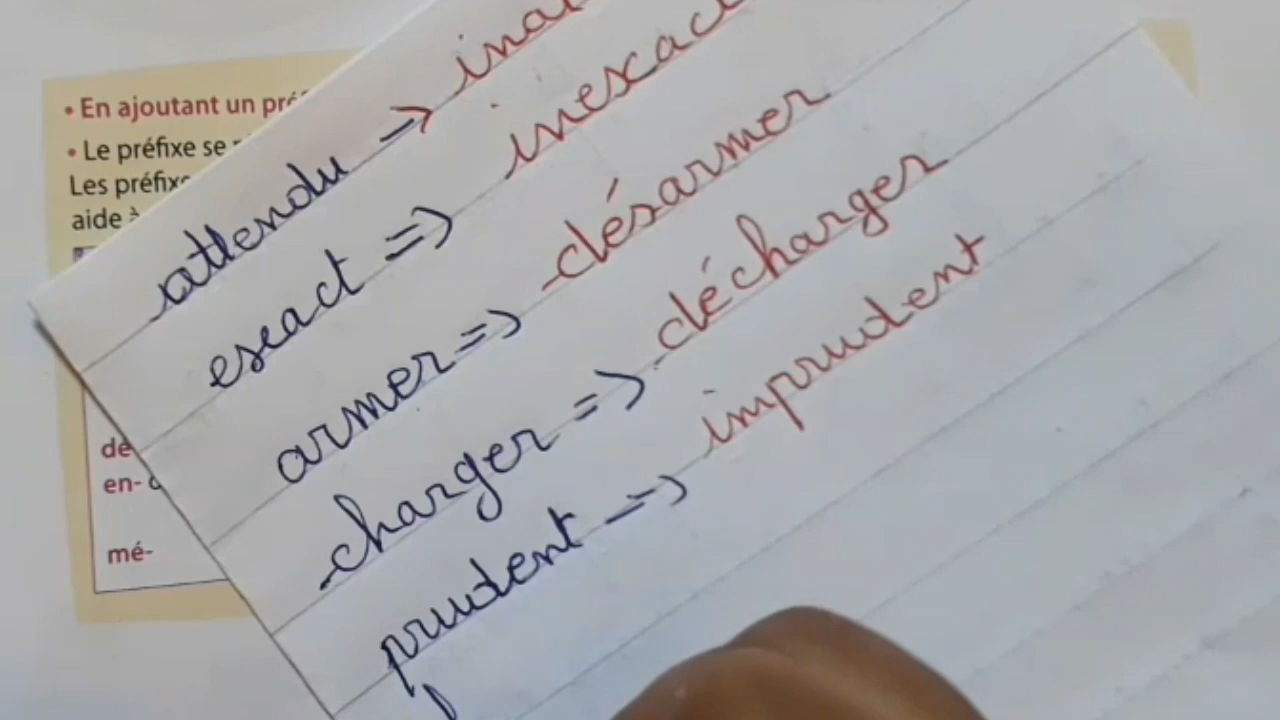 • En ajoutant un pré
• Le préfixe se
Les préfixe
aide à
dé
en-
mé-
attendu →
exact => inexact
armer => désarmer
charger => décharger
prudent => imprudent